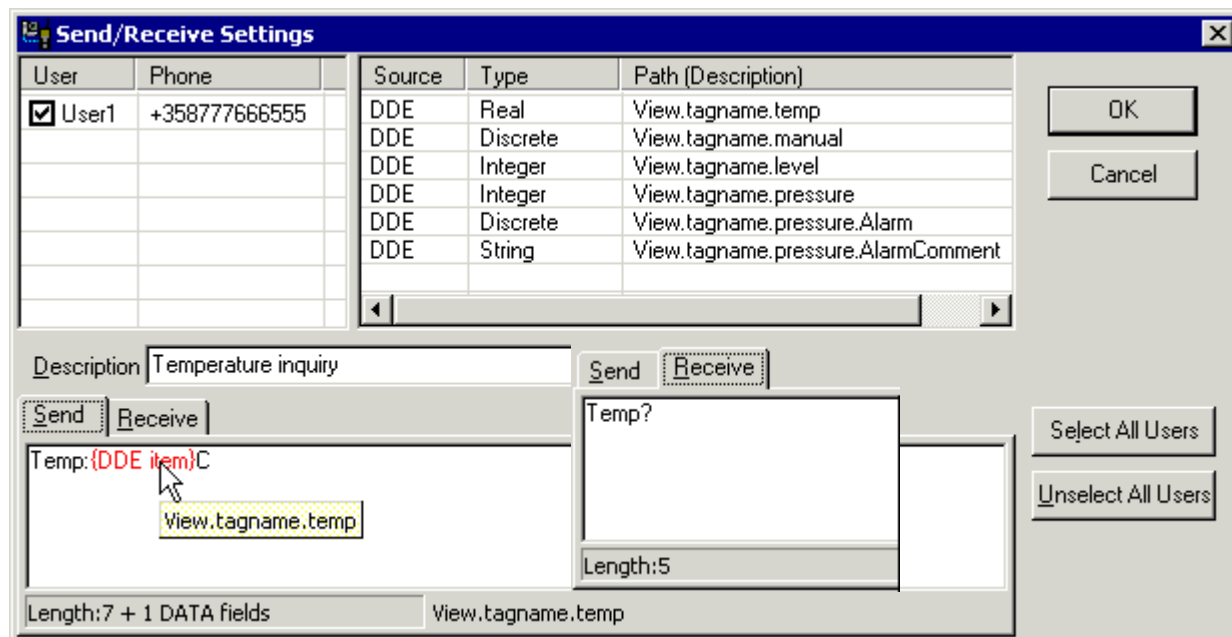 Send/Receive Settings
User Phone
User1 +358777666555
Source Type Path (Description)
DDE Real View.tagname.temp
DDE Discrete View.tagname.manual
DDE Integer View.tagname.level
DDE Integer View.tagname.pressure
DDE Discrete View.tagname.pressure.Alarm
DDE String View.tagname.pressure.AlarmComment
OK
Cancel
Description Temperature inquiry
Send Receive
Temp:{DDE item}C
View.tagname.temp
Length:7 + 1 DATA fields View.tagname.temp
Send Receive
Temp?
Length:5
Select All Users
Unselect All Users